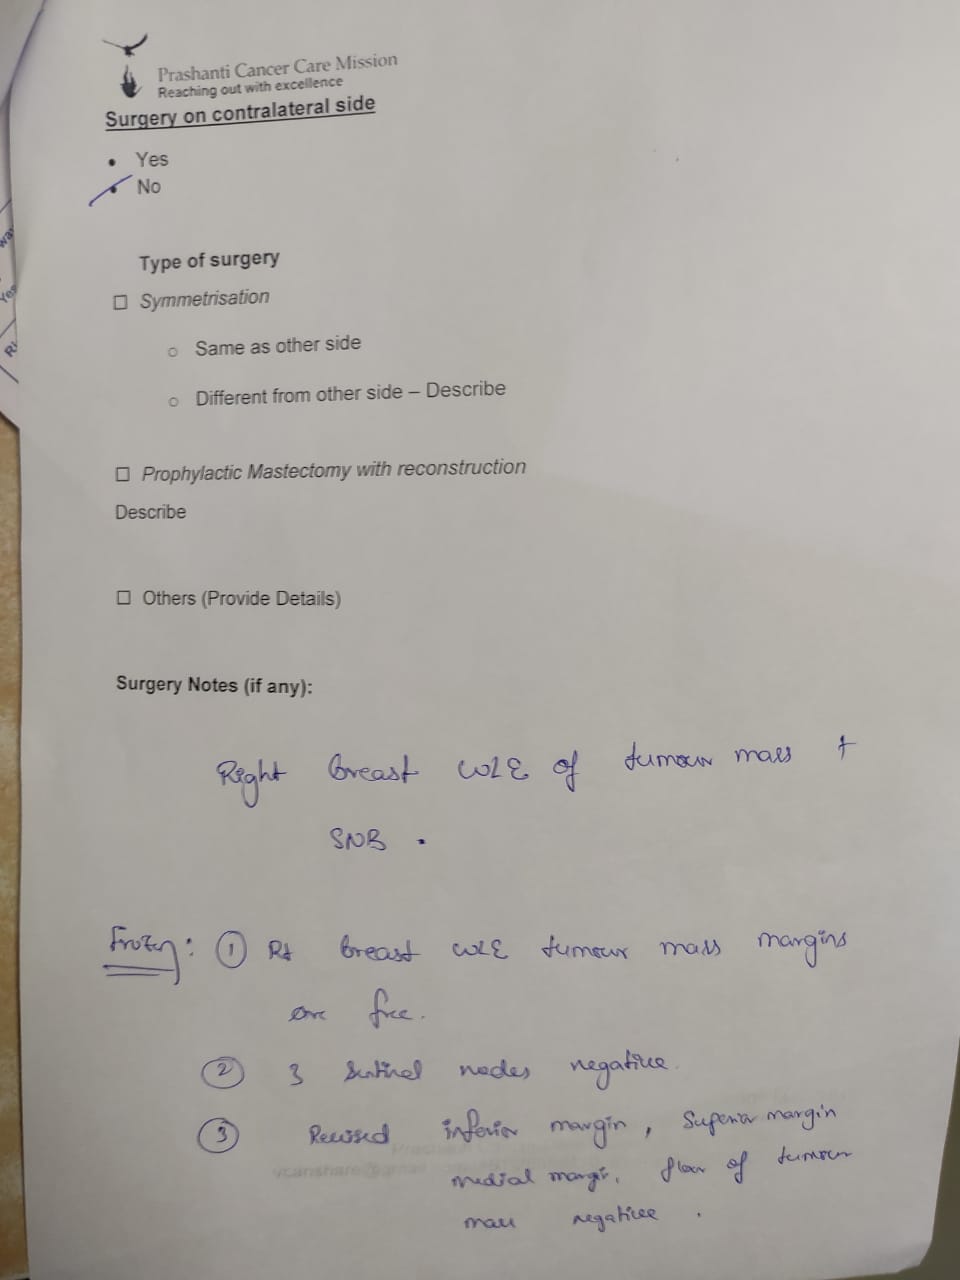 Prashanti Cancer Care Mission
Reaching out with excellence
Surgery on contralateral side
• Yes
• No
Type of surgery
☐ Symmetrisation
○ Same as other side
○ Different from other side – Describe
☐ Prophylactic Mastectomy with reconstruction
Describe
☐ Others (Provide Details)
Surgery Notes (if any):
Right breast WLE of tumour mass +
SNB.
Frozen: ① Rt breast WLE tumour mass margins
are free.
② 3 Sentinel nodes negative.
③ Revised inferior margin, Superior margin
medial margin, floor of tumour
mass negative.
Yes